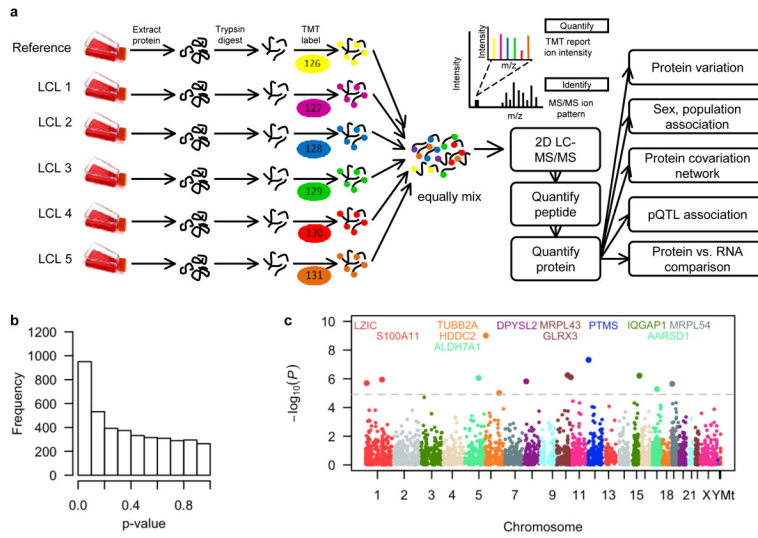 a
Reference
Extract
protein
Trypsin
digest
TMT
label
126
LCL 1
127
LCL 2
128
LCL 3
129
LCL 4
130
LCL 5
131
equally mix
Intensity
Intensity
m/z
m/z
Quantify
TMT report
ion intensity
Identify
MS/MS ion
pattern
2D LC-
MS/MS
Quantify
peptide
Quantify
protein
Protein variation
Sex, population
association
Protein covariation
network
pQTL association
Protein vs. RNA
comparison
b
Frequency
1200
1000
800
600
400
200
0
0.0 0.4 0.8
p-value
c
−log10(P)
10
8
6
4
2
0
LZIC TUBB2A DPYSL2 MRPL43 PTMS IQGAP1 MRPL54
S100A11 HDDC2 GLRX3 AARSD1
ALDH7A1
1 2 3 4 5 7 9 11 13 15 18 21 X Y Mt
Chromosome